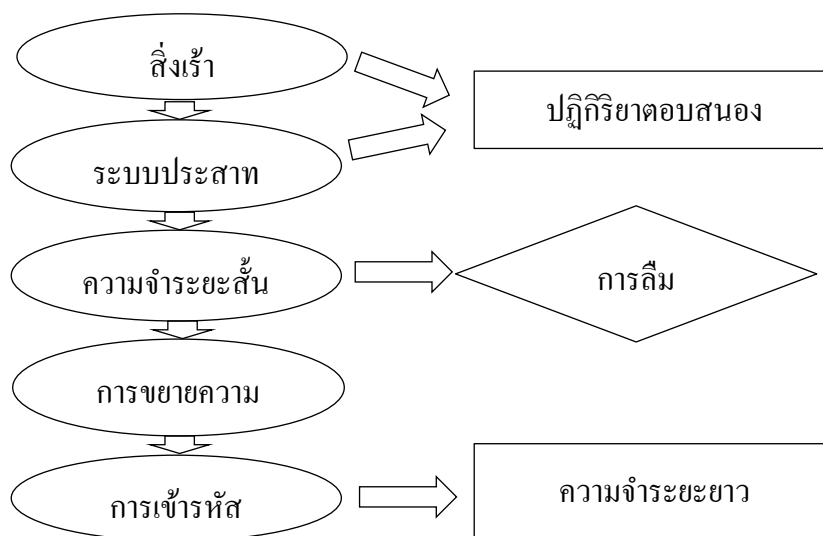 สิ่งเร้า
ปฏิกิริยาตอบสนอง
ระบบประสาท
ความจำระยะสั้น
การลืม
การขยายความ
การเข้ารหัส
ความจำระยะยาว